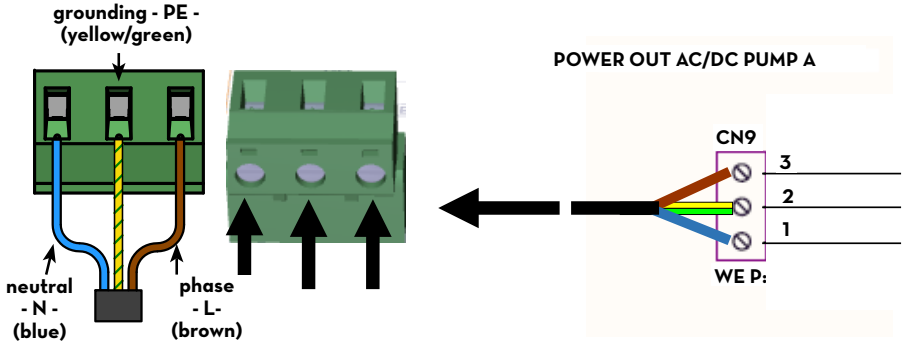 grounding - PE -
(yellow/green)
neutral
- N -
(blue)
phase
- L-
(brown)
POWER OUT AC/DC PUMP A
CN9
3
2
1
WE P: